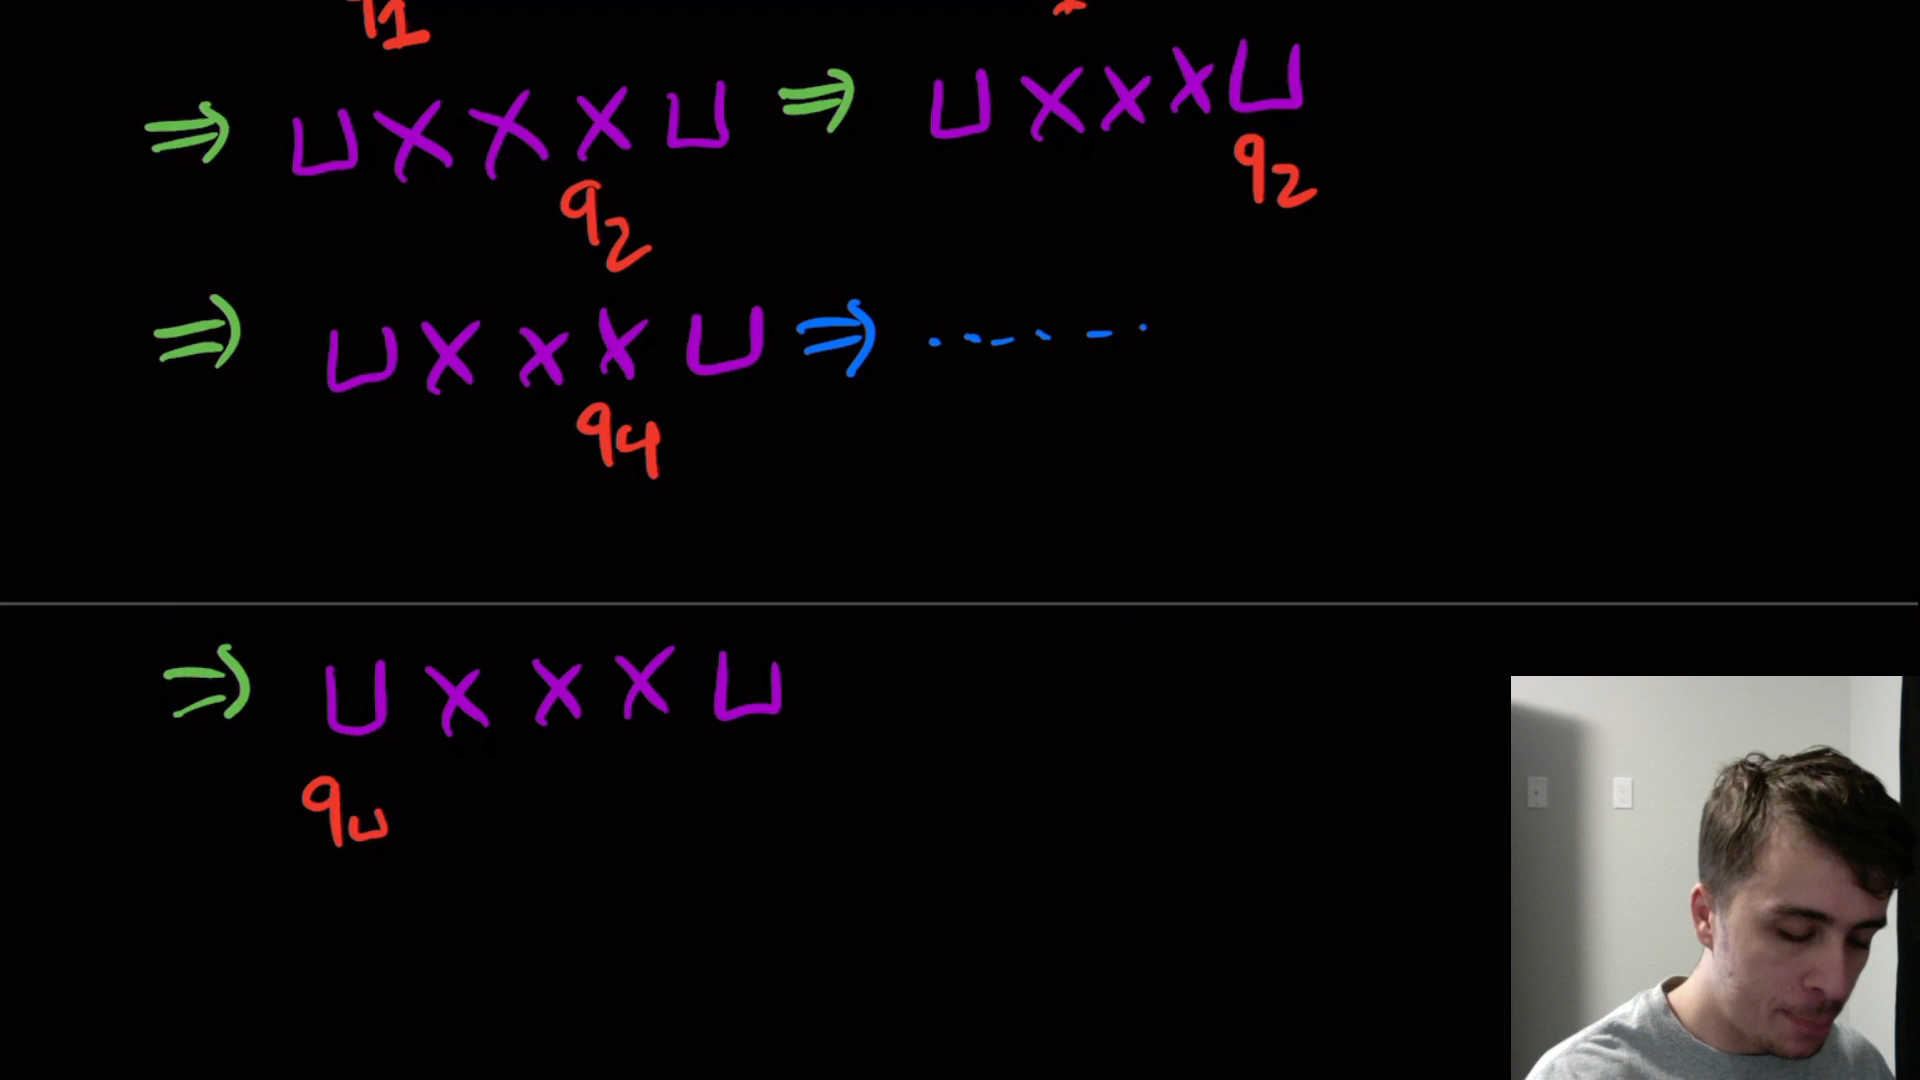 q1
⇒ ⊔ x x x ⊔ ⇒ ⊔ x x x ⊔
q2 q2
⇒ ⊔ x x x ⊔ ⇒ . . - . - .
q4
⇒ ⊔ x x x ⊔